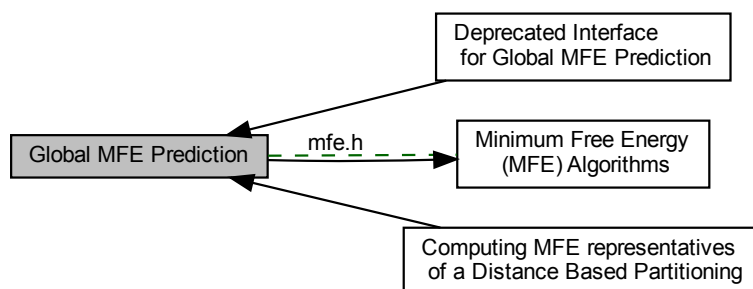 Deprecated Interface
for Global MFE Prediction
Global MFE Prediction
mfe.h
Minimum Free Energy
(MFE) Algorithms
Computing MFE representatives
of a Distance Based Partitioning